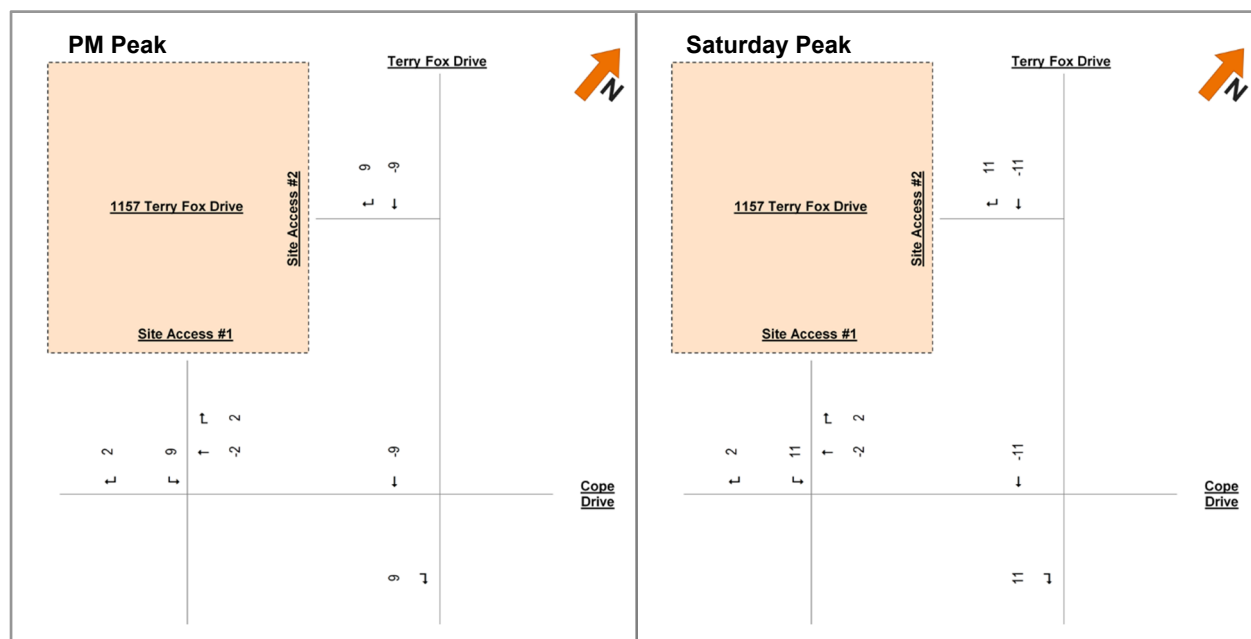 PM Peak
Terry Fox Drive
N
9
-9
Site Access #2
1157 Terry Fox Drive
Site Access #1
2
2
9
-2
-9
Cope
Drive
9
Saturday Peak
Terry Fox Drive
N
11
-11
Site Access #2
1157 Terry Fox Drive
Site Access #1
2
2
11
-2
-11
Cope
Drive
11